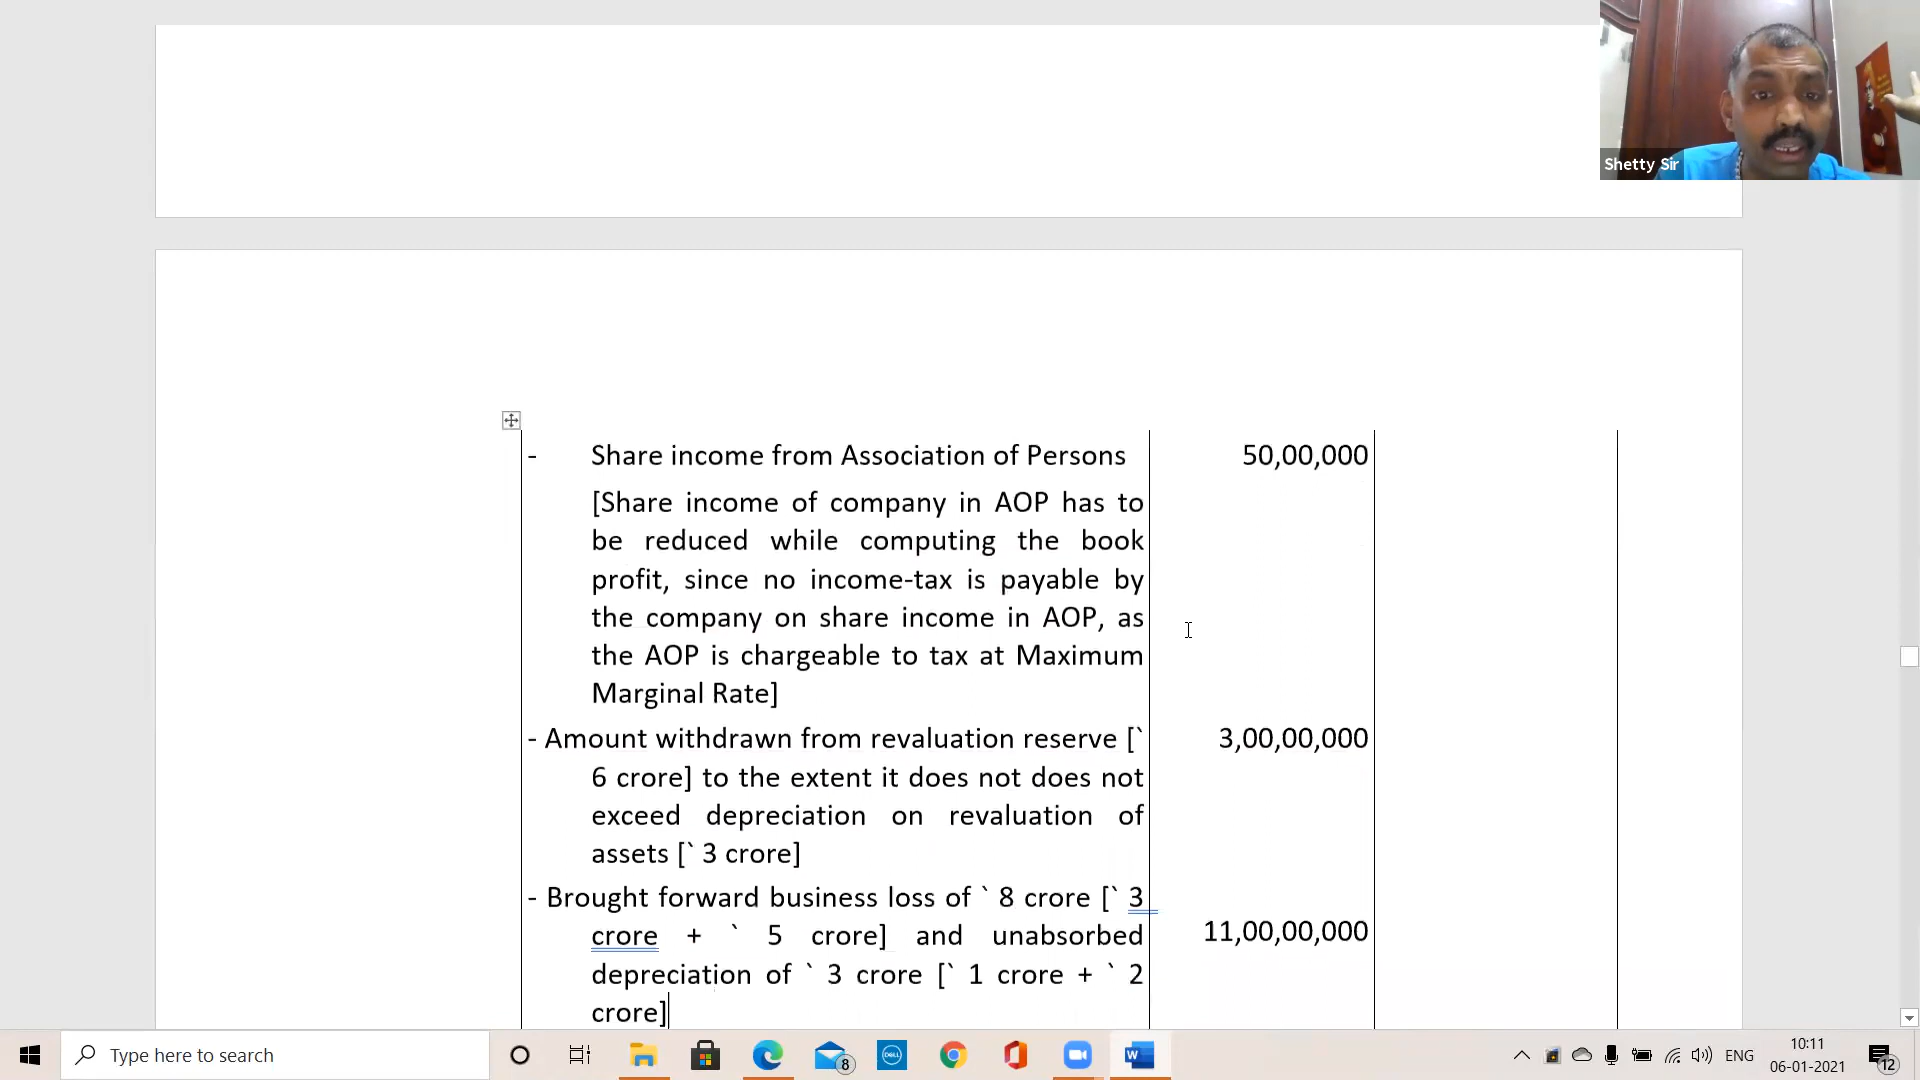 Shetty Sir
- Share income from Association of Persons 50,00,000
[Share income of company in AOP has to
be reduced while computing the book
profit, since no income-tax is payable by
the company on share income in AOP, as
the AOP is chargeable to tax at Maximum
Marginal Rate]
- Amount withdrawn from revaluation reserve [` 3,00,00,000
6 crore] to the extent it does not does not
exceed depreciation on revaluation of
assets [` 3 crore]
- Brought forward business loss of ` 8 crore [` 3
crore + ` 5 crore] and unabsorbed 11,00,00,000
depreciation of ` 3 crore [` 1 crore + ` 2
crore]
Type here to search
8
DELL
W
ENG
10:11
06-01-2021
12